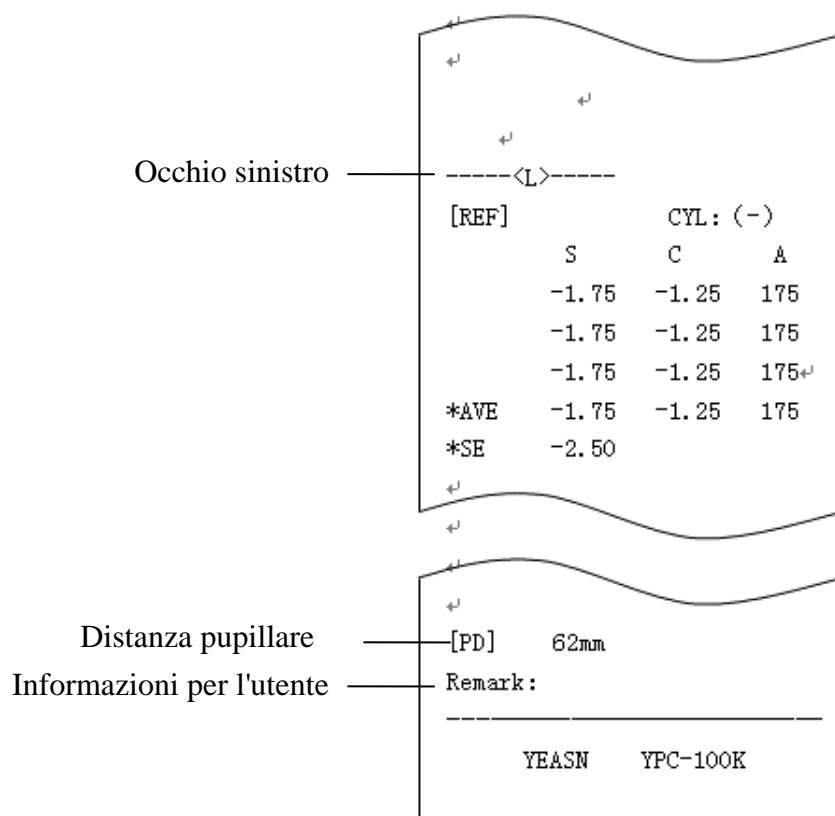 Occhio sinistro -----<L>-----
[REF] CYL: (-)
S C A
-1.75 -1.25 175
-1.75 -1.25 175
-1.75 -1.25 175↵
*AVE -1.75 -1.25 175
*SE -2.50
Distanza pupillare [PD] 62mm
Informazioni per l'utente Remark:
YEASN YPC-100K